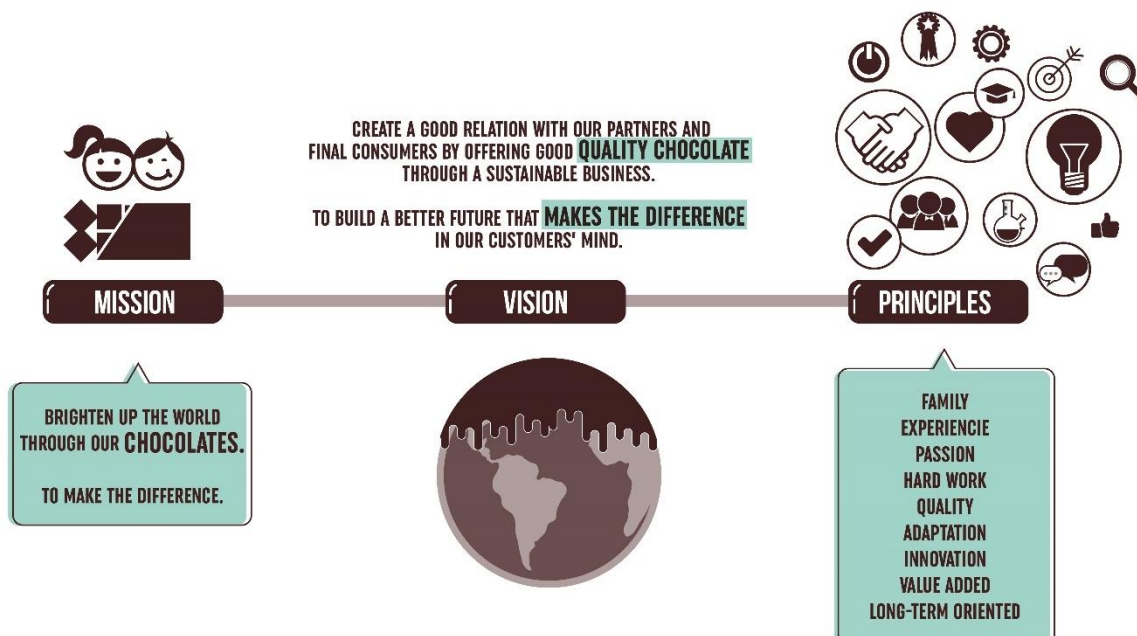 CREATE A GOOD RELATION WITH OUR PARTNERS AND
FINAL CONSUMERS BY OFFERING GOOD QUALITY CHOCOLATE
THROUGH A SUSTAINABLE BUSINESS.
TO BUILD A BETTER FUTURE THAT MAKES THE DIFFERENCE
IN OUR CUSTOMERS' MIND.
MISSION
VISION
PRINCIPLES
BRIGHTEN UP THE WORLD
THROUGH OUR CHOCOLATES.
TO MAKE THE DIFFERENCE.
FAMILY
EXPERIENCIE
PASSION
HARD WORK
QUALITY
ADAPTATION
INNOVATION
VALUE ADDED
LONG-TERM ORIENTED